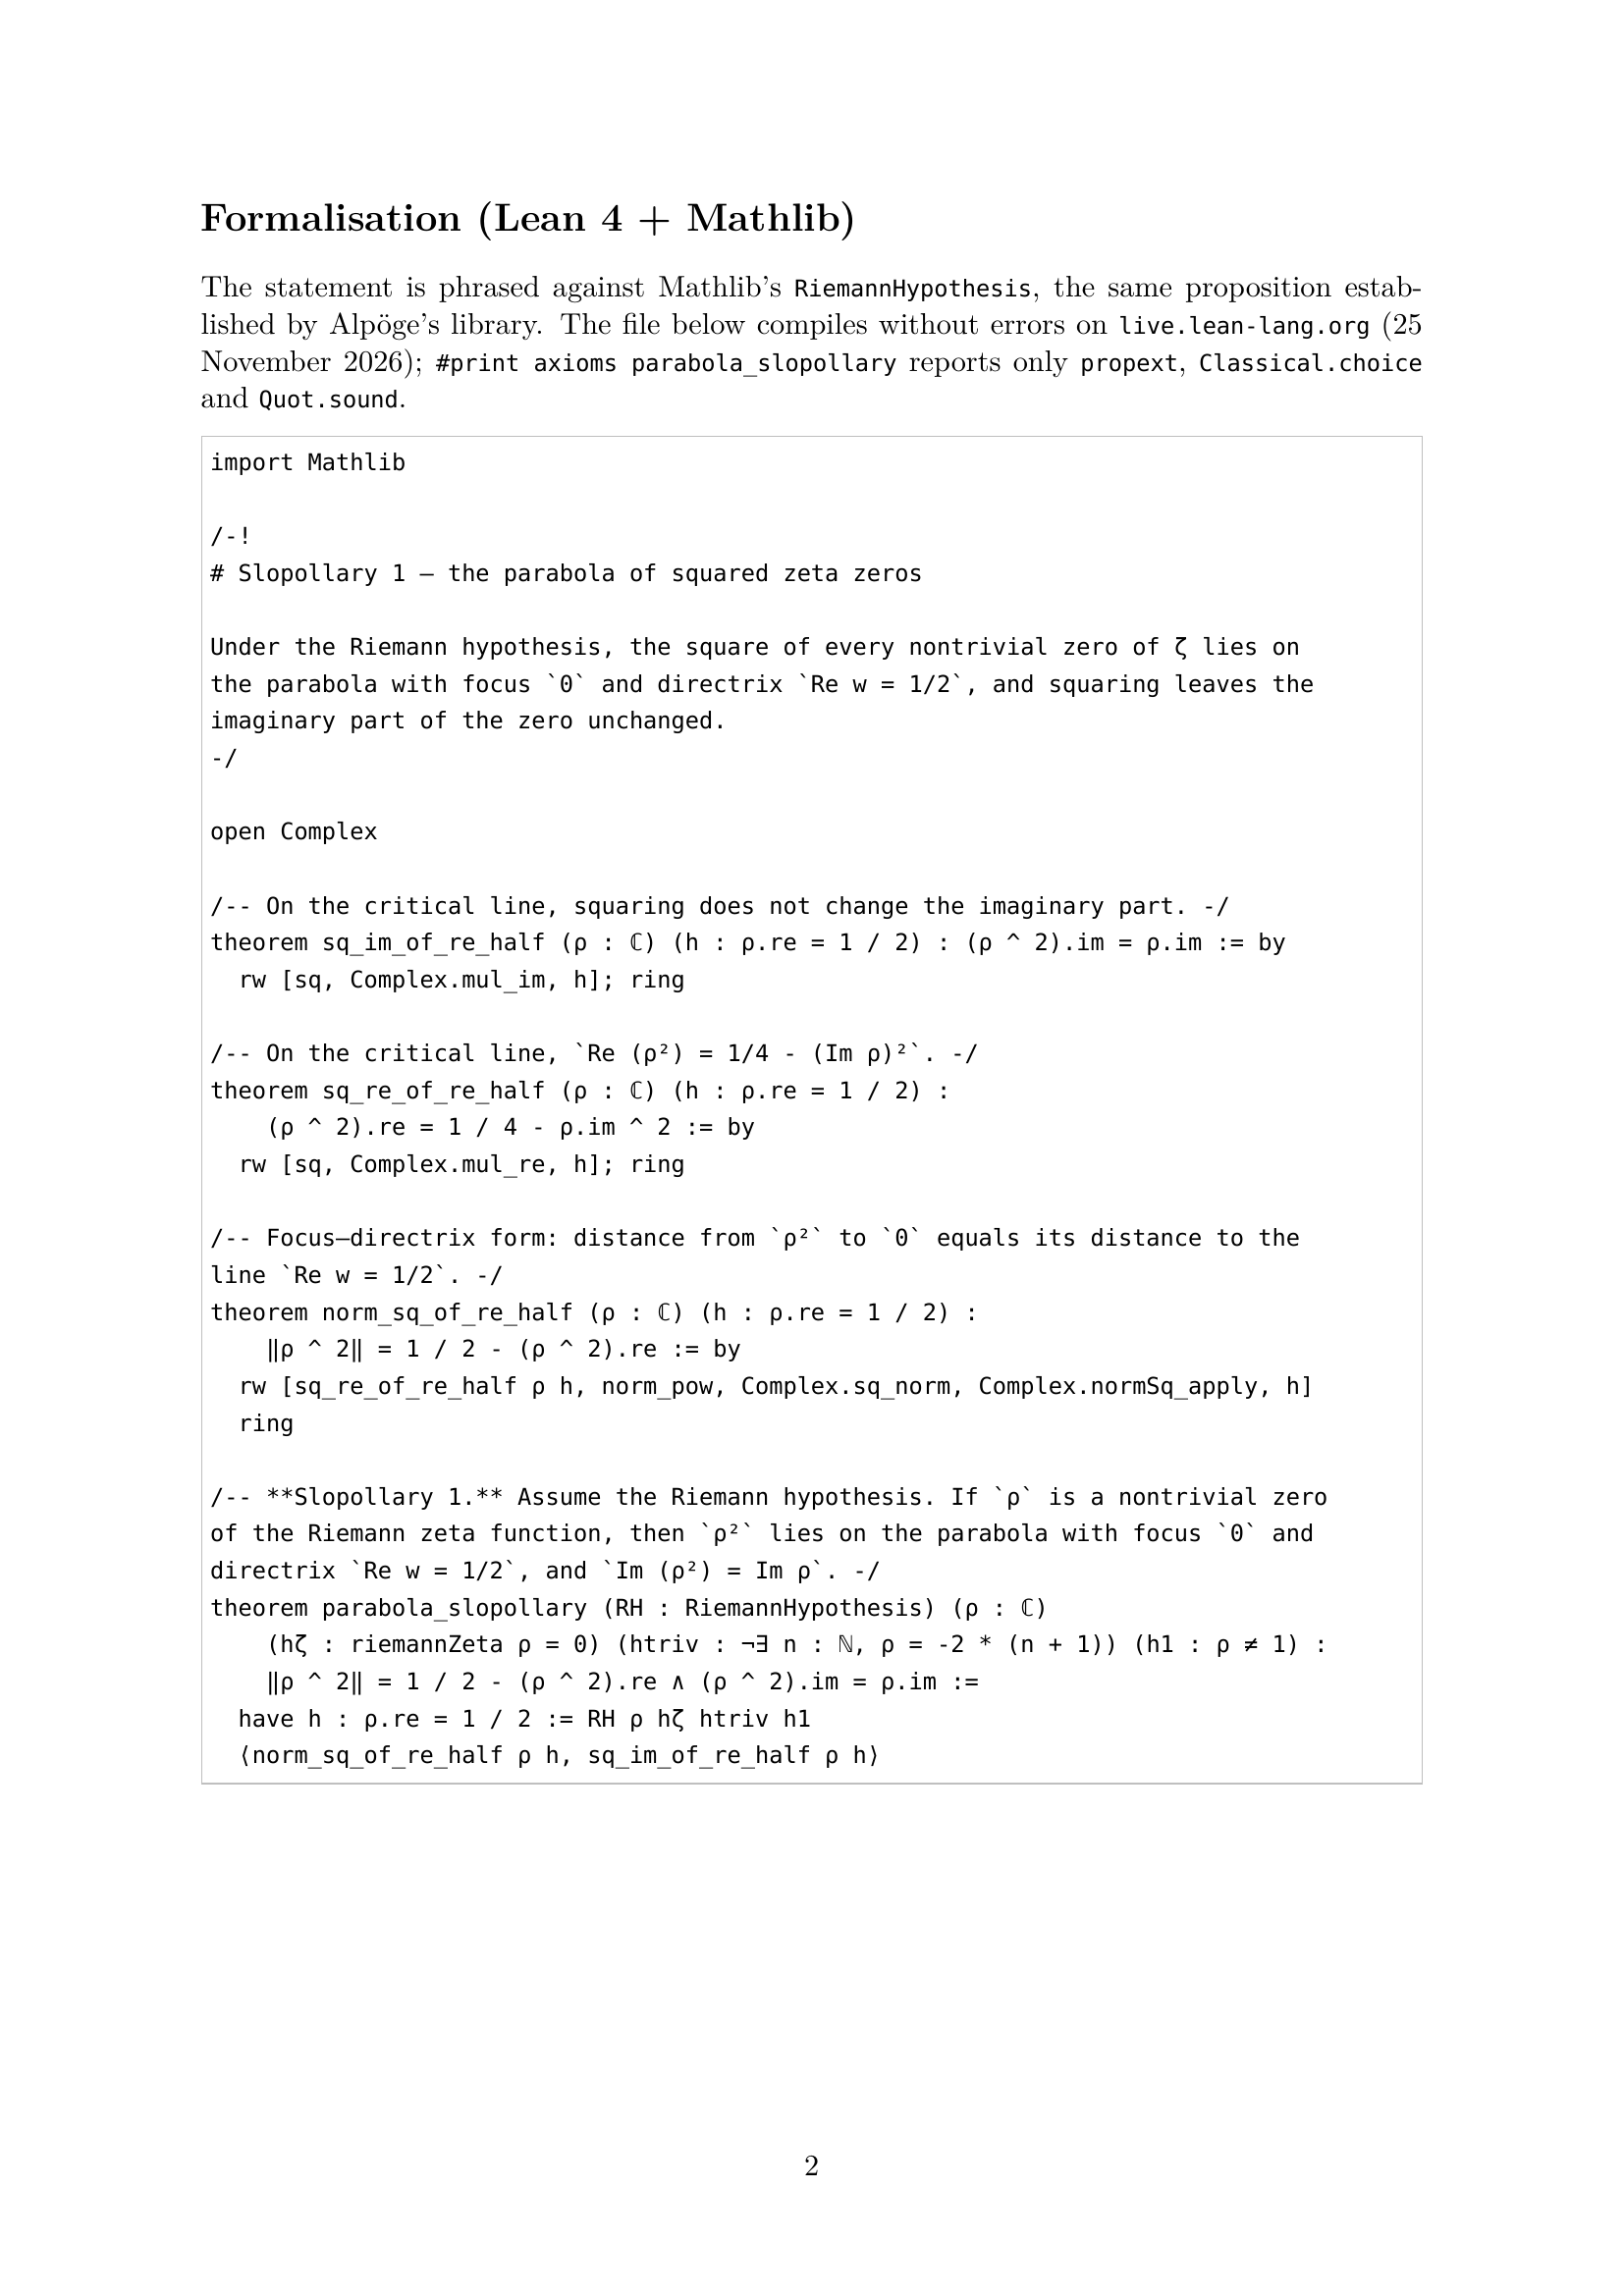 Formalisation (Lean 4 + Mathlib)
The statement is phrased against Mathlib's RiemannHypothesis, the same proposition estab-
lished by Alpöge's library. The file below compiles without errors on live.lean-lang.org (25
November 2026); #print axioms parabola_slopollary reports only propext, Classical.choice
and Quot.sound.
import Mathlib
/-!
# Slopollary 1 — the parabola of squared zeta zeros
Under the Riemann hypothesis, the square of every nontrivial zero of ζ lies on
the parabola with focus `0` and directrix `Re w = 1/2`, and squaring leaves the
imaginary part of the zero unchanged.
-/
open Complex
/-- On the critical line, squaring does not change the imaginary part. -/
theorem sq_im_of_re_half (ρ : ℂ) (h : ρ.re = 1 / 2) : (ρ ^ 2).im = ρ.im := by
  rw [sq, Complex.mul_im, h]; ring
/-- On the critical line, `Re (ρ²) = 1/4 - (Im ρ)²`. -/
theorem sq_re_of_re_half (ρ : ℂ) (h : ρ.re = 1 / 2) :
    (ρ ^ 2).re = 1 / 4 - ρ.im ^ 2 := by
  rw [sq, Complex.mul_re, h]; ring
/-- Focus–directrix form: distance from `ρ²` to `0` equals its distance to the
line `Re w = 1/2`. -/
theorem norm_sq_of_re_half (ρ : ℂ) (h : ρ.re = 1 / 2) :
    ‖ρ ^ 2‖ = 1 / 2 - (ρ ^ 2).re := by
  rw [sq_re_of_re_half ρ h, norm_pow, Complex.sq_norm, Complex.normSq_apply, h]
  ring
/-- **Slopollary 1.** Assume the Riemann hypothesis. If `ρ` is a nontrivial zero
of the Riemann zeta function, then `ρ²` lies on the parabola with focus `0` and
directrix `Re w = 1/2`, and `Im (ρ²) = Im ρ`. -/
theorem parabola_slopollary (RH : RiemannHypothesis) (ρ : ℂ)
    (hζ : riemannZeta ρ = 0) (htriv : ¬∃ n : ℕ, ρ = -2 * (n + 1)) (h1 : ρ ≠ 1) :
    ‖ρ ^ 2‖ = 1 / 2 - (ρ ^ 2).re ∧ (ρ ^ 2).im = ρ.im :=
  have h : ρ.re = 1 / 2 := RH ρ hζ htriv h1
  ⟨norm_sq_of_re_half ρ h, sq_im_of_re_half ρ h⟩
2